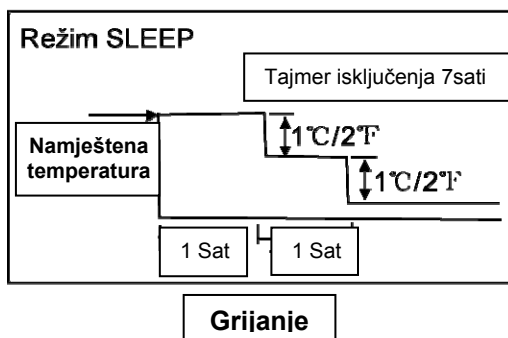 Režim SLEEP
Tajmer isključenja 7sati
1℃/2℉
Namještena
temperatura
1℃/2℉
1 Sat
1 Sat
Grijanje